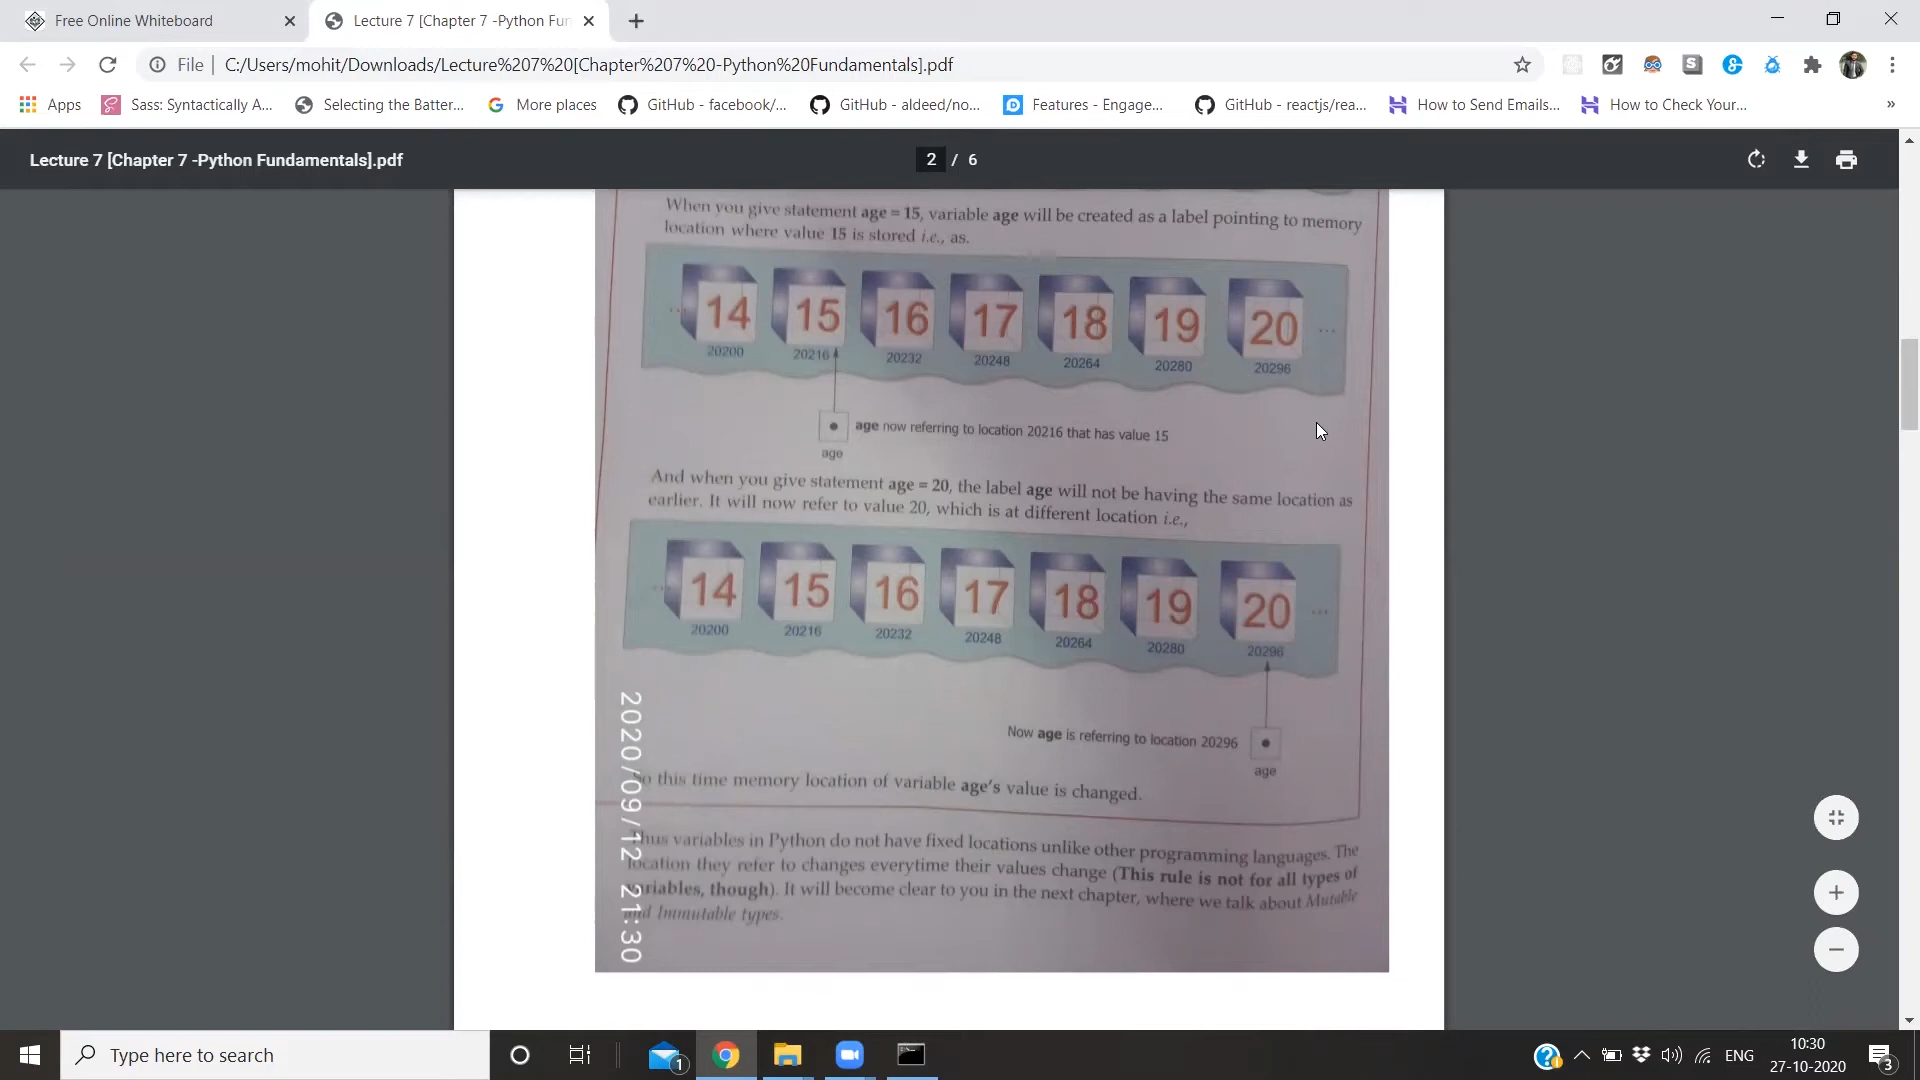 Free Online Whiteboard
Lecture 7 [Chapter 7 -Python Fun
File
C:/Users/mohit/Downloads/Lecture%207%20[Chapter%207%20-Python%20Fundamentals].pdf
Apps
Sass: Syntactically A...
Selecting the Batter...
More places
GitHub - facebook/...
GitHub - aldeed/no...
Features - Engage...
GitHub - reactjs/rea...
How to Send Emails...
How to Check Your...
»
Lecture 7 [Chapter 7 -Python Fundamentals].pdf
2 / 6
When you give statement age = 15, variable age will be created as a label pointing to memory
location where value 15 is stored i.e., as.
... 14 15 16 17 18 19 20 ...
20200 20216 20232 20248 20264 20280 20296
age now referring to location 20216 that has value 15
age
And when you give statement age = 20, the label age will not be having the same location as
earlier. It will now refer to value 20, which is at different location i.e.,
... 14 15 16 17 18 19 20 ...
20200 20216 20232 20248 20264 20280 20296
Now age is referring to location 20296
age
So this time memory location of variable age's value is changed.
Thus variables in Python do not have fixed locations unlike other programming languages. The
location they refer to changes everytime their values change (This rule is not for all types of
variables, though). It will become clear to you in the next chapter, where we talk about Mutable
and Immutable types.
2020/09/12 21:30
Type here to search
1
ENG
10:30
27-10-2020
3